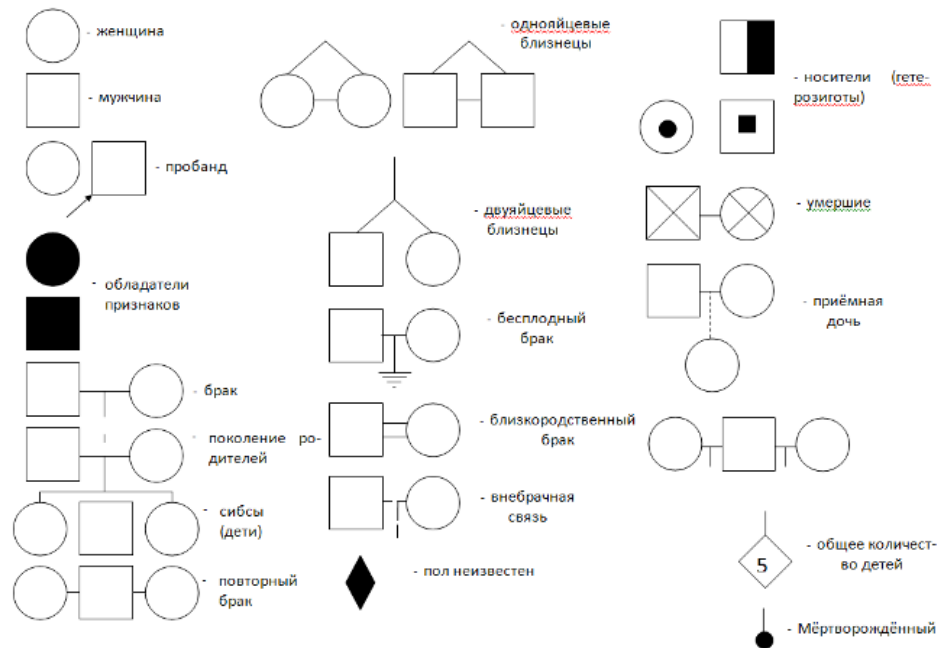 - женщина
- мужчина
- пробанд
- обладатели
признаков
- брак
- поколение ро-
дителей
- сибсы
(дети)
- повторный
брак
- однояйцевые
близнецы
- двуяйцевые
близнецы
- бесплодный
брак
- близкородственный
брак
- внебрачная
связь
- пол неизвестен
- носители (гете-
розиготы)
- умершие
- приёмная
дочь
5
- общее количест-
во детей
- Мёртворождённый